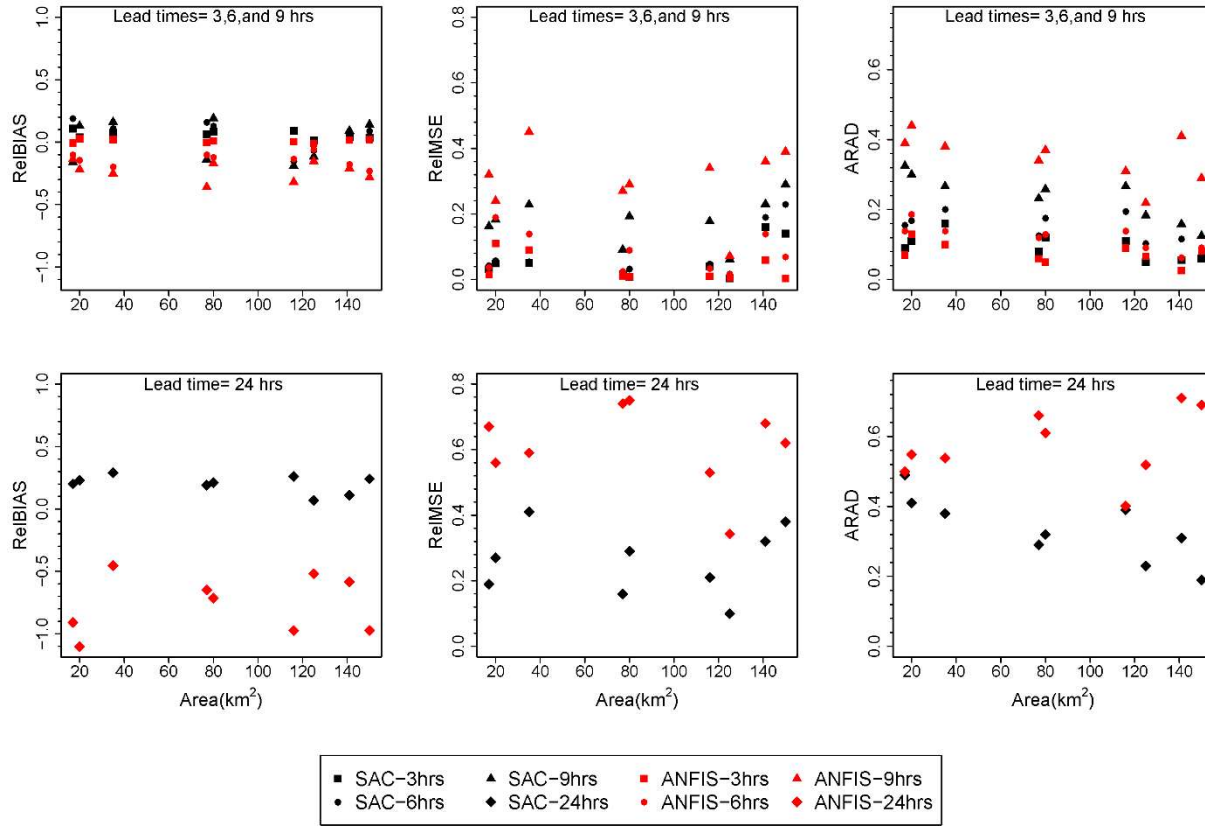 Lead times= 3,6,and 9 hrs
RelBIAS
1.0
0.5
0.0
−0.5
−1.0
20 40 60 80 100 120 140
Lead times= 3,6,and 9 hrs
RelMSE
0.8
0.6
0.4
0.2
0.0
20 40 60 80 100 120 140
Lead times= 3,6,and 9 hrs
ARAD
0.6
0.4
0.2
0.0
20 40 60 80 100 120 140
Lead time= 24 hrs
RelBIAS
1.0
0.5
0.0
−0.5
−1.0
20 40 60 80 100 120 140
Area(km²)
Lead time= 24 hrs
RelMSE
0.8
0.6
0.4
0.2
0.0
20 40 60 80 100 120 140
Area(km²)
Lead time= 24 hrs
ARAD
0.6
0.4
0.2
0.0
20 40 60 80 100 120 140
Area(km²)
SAC−3hrs SAC−9hrs ANFIS−3hrs ANFIS−9hrs
SAC−6hrs SAC−24hrs ANFIS−6hrs ANFIS−24hrs